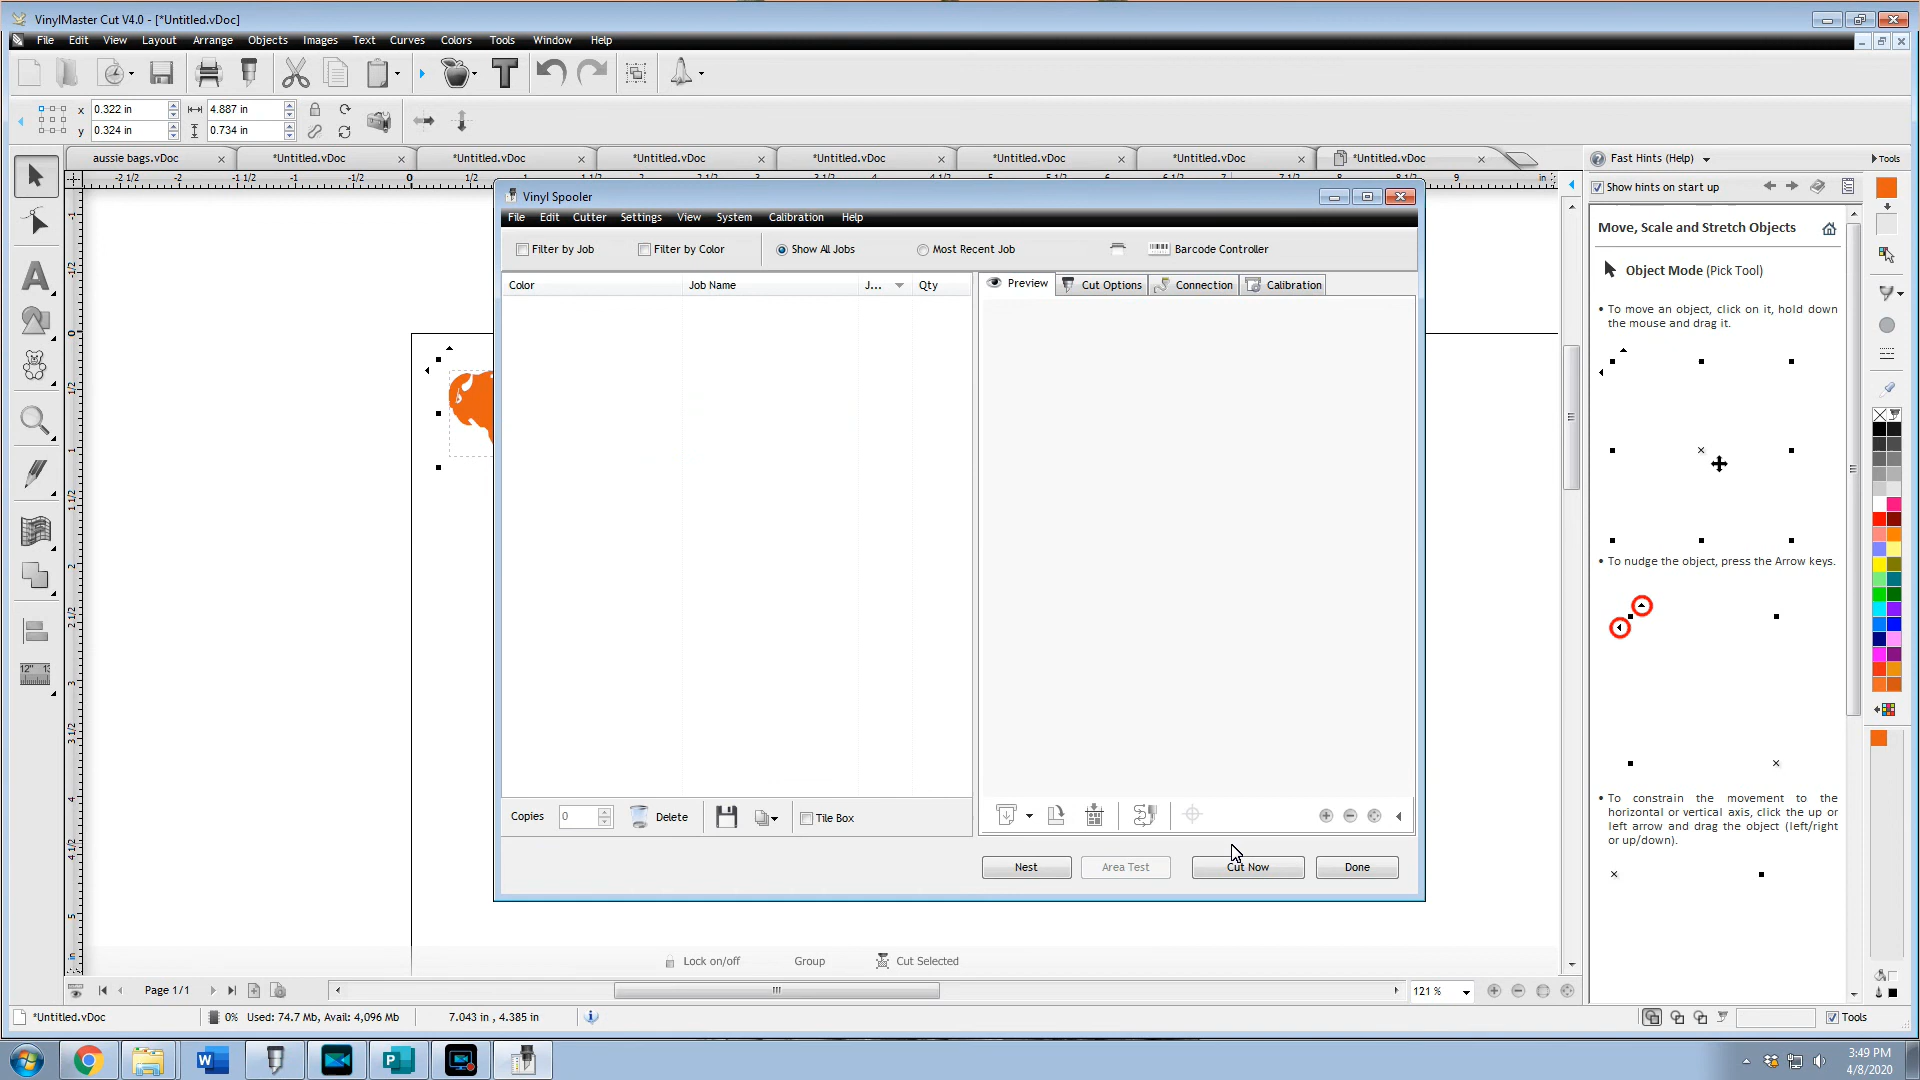 VinylMaster Cut V4.0 - [*Untitled.vDoc]
File Edit View Layout Arrange Objects Images Text Curves Colors Tools Window Help
x 0.322 in 4.887 in
y 0.324 in 0.734 in
aussie bags.vDoc *Untitled.vDoc *Untitled.vDoc *Untitled.vDoc *Untitled.vDoc *Untitled.vDoc *Untitled.vDoc *Untitled.vDoc
Fast Hints (Help) Tools
Show hints on start up
Move, Scale and Stretch Objects
Object Mode (Pick Tool)
• To move an object, click on it, hold down
the mouse and drag it.
• To nudge the object, press the Arrow keys.
• To constrain the movement to the
horizontal or vertical axis, click the up or
left arrow and drag the object (left/right
or up/down).
Vinyl Spooler
File Edit Cutter Settings View System Calibration Help
Filter by Job Filter by Color Show All Jobs Most Recent Job Barcode Controller
Color Job Name J... Qty
Preview Cut Options Connection Calibration
Copies 0 Delete Tile Box
Nest Area Test Cut Now Done
Lock on/off Group Cut Selected
Page 1/1 121 %
*Untitled.vDoc 0% Used: 74.7 Mb, Avail: 4,096 Mb 7.043 in , 4.385 in Tools
3:49 PM
4/8/2020